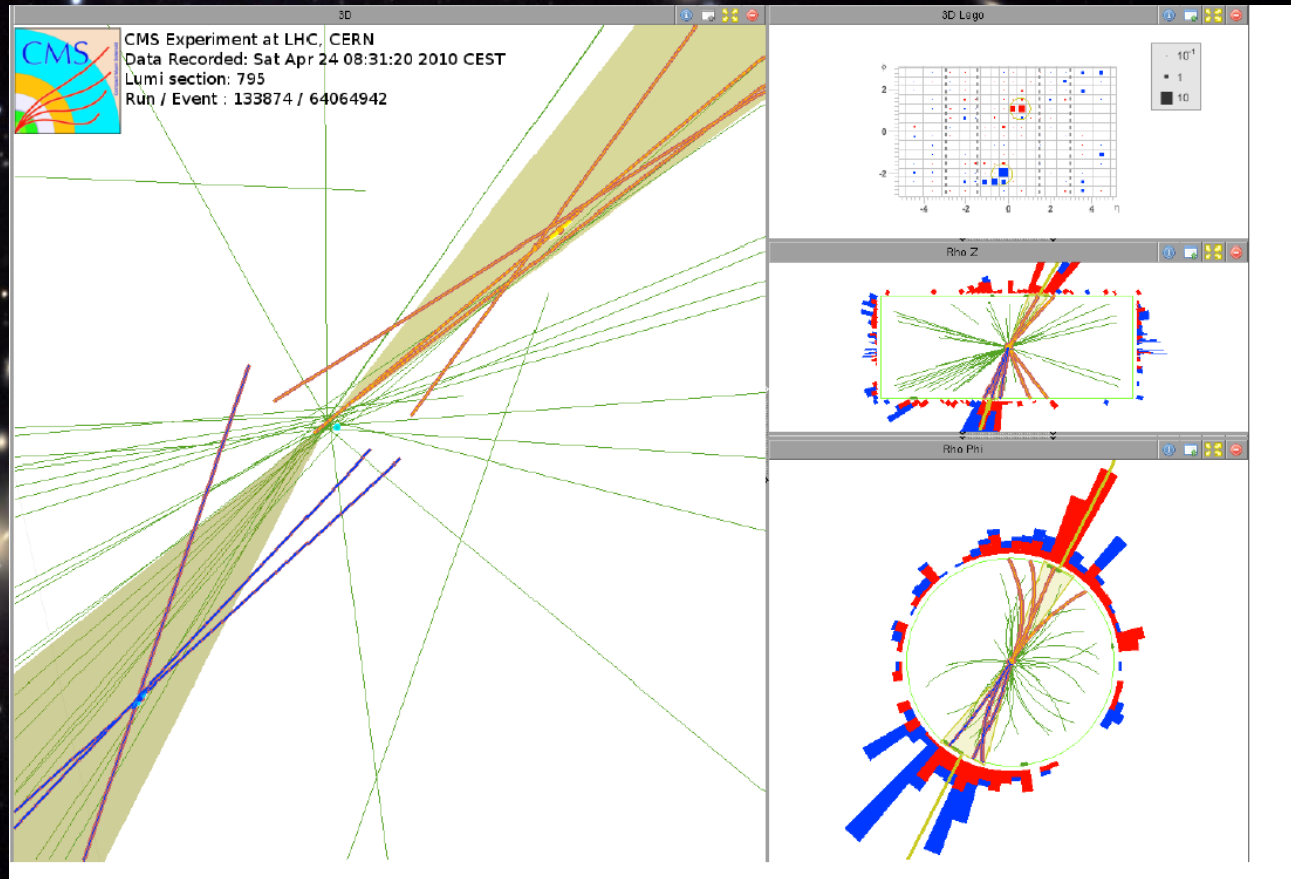 3D
CMS
CMS Experiment at LHC, CERN
Data Recorded: Sat Apr 24 08:31:20 2010 CEST
Lumi section: 795
Run / Event : 133874 / 64064942
3D Lego
10⁻¹
1
10
2
0
-2
-4 -2 0 2 4 η
Rho Z
Rho Phi